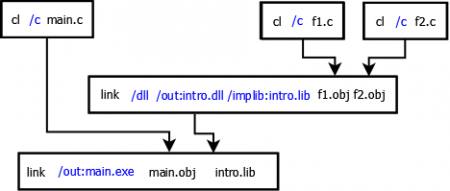 cl /c main.c
cl /c f1.c
cl /c f2.c
link /dll /out:intro.dll /implib:intro.lib f1.obj f2.obj
link /out:main.exe main.obj intro.lib